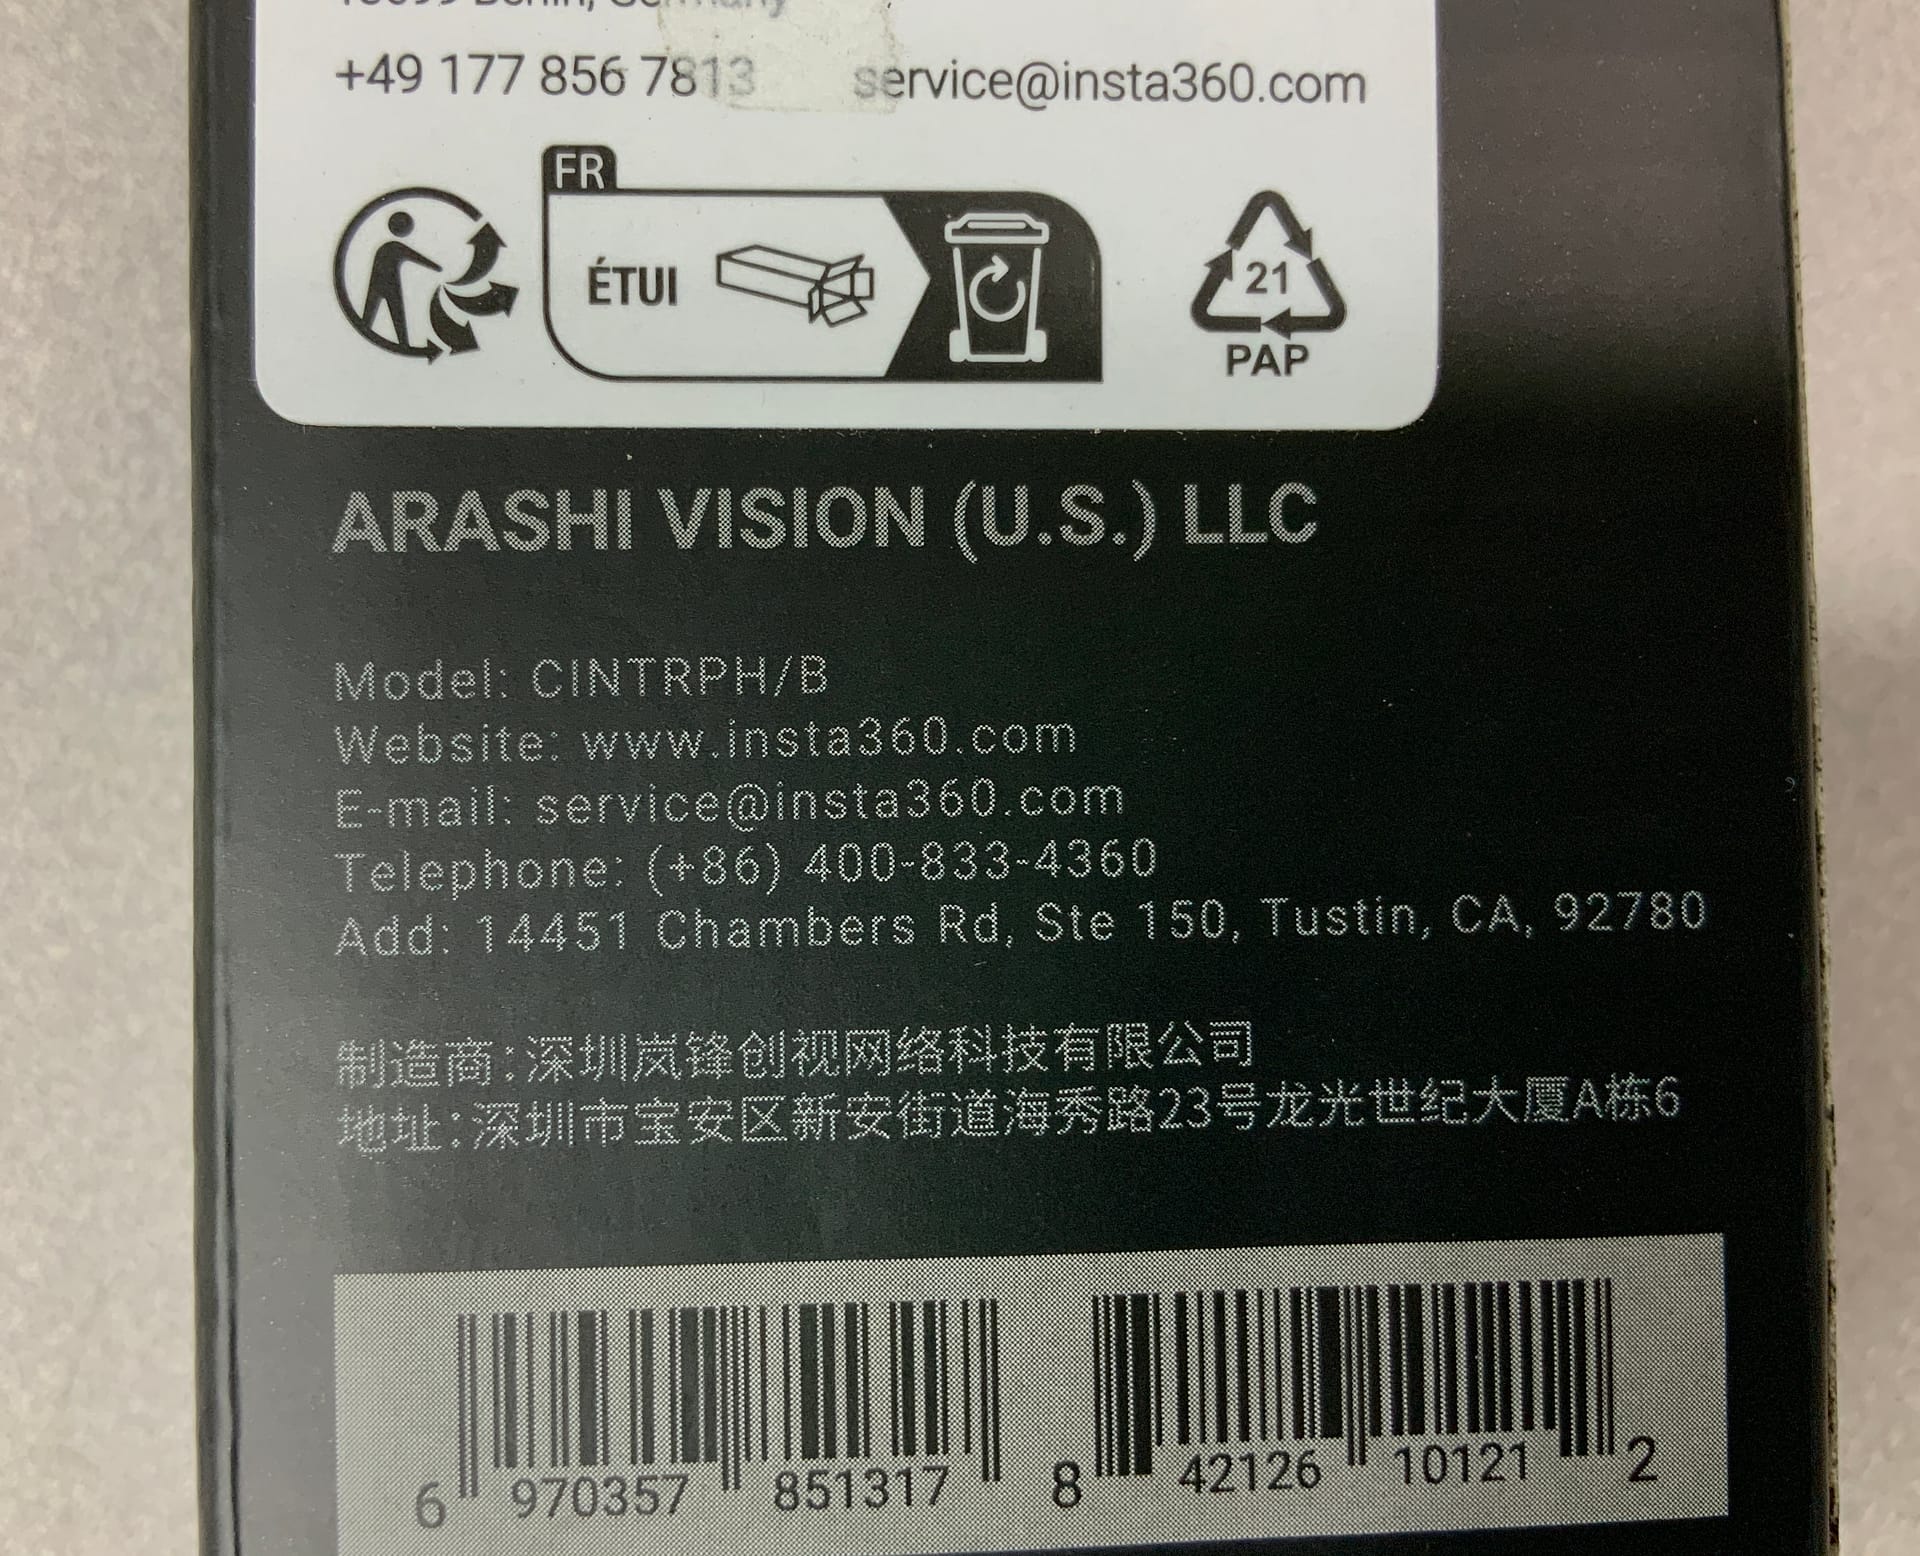 Berlin, Germany
+49 177 856 7813 service@insta360.com
FR
ÉTUI
21
PAP
ARASHI VISION (U.S.) LLC
Model: CINTRPH/B
Website: www.insta360.com
E-mail: service@insta360.com
Telephone: (+86) 400-833-4360
Add: 14451 Chambers Rd, Ste 150, Tustin, CA, 92780
制造商:深圳岚锋创视网络科技有限公司
地址:深圳市宝安区新安街道海秀路23号龙光世纪大厦A栋6
6 970357 851317 8 42126 10121 2